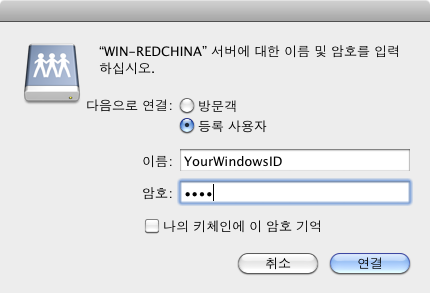 “WIN-REDCHINA” 서버에 대한 이름 및 암호를 입력
하십시오.
다음으로 연결: 방문객
등록 사용자
이름: YourWindowsID
암호: ••••
나의 키체인에 이 암호 기억
취소 연결